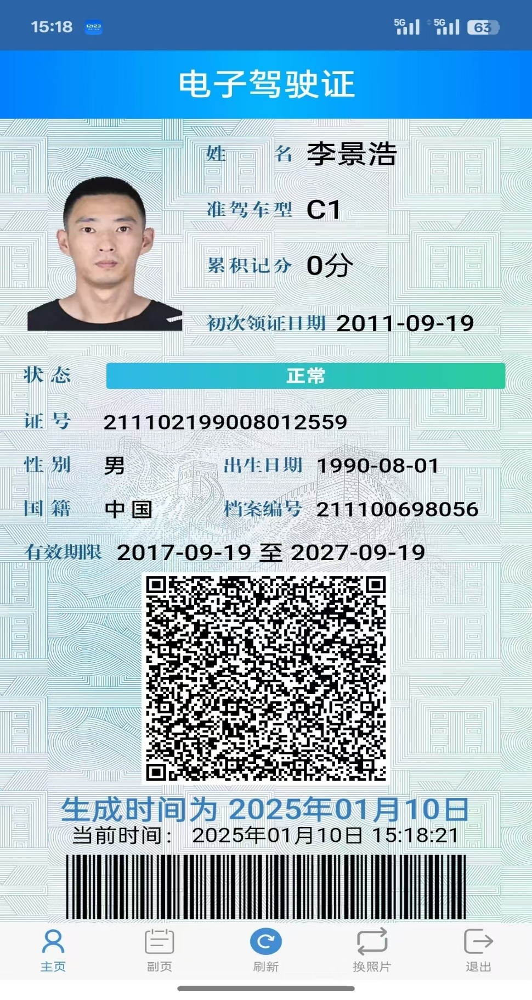 15:18 12123 5G 5G 63
电子驾驶证
姓名 李景浩
准驾车型 C1
累积记分 0分
初次领证日期 2011-09-19
状态 正常
证号 211102199008012559
性别 男 出生日期 1990-08-01
国籍 中国 档案编号 211100698056
有效期限 2017-09-19 至 2027-09-19
生成时间为 2025年01月10日
当前时间： 2025年01月10日 15:18:21
主页 副页 刷新 换照片 退出